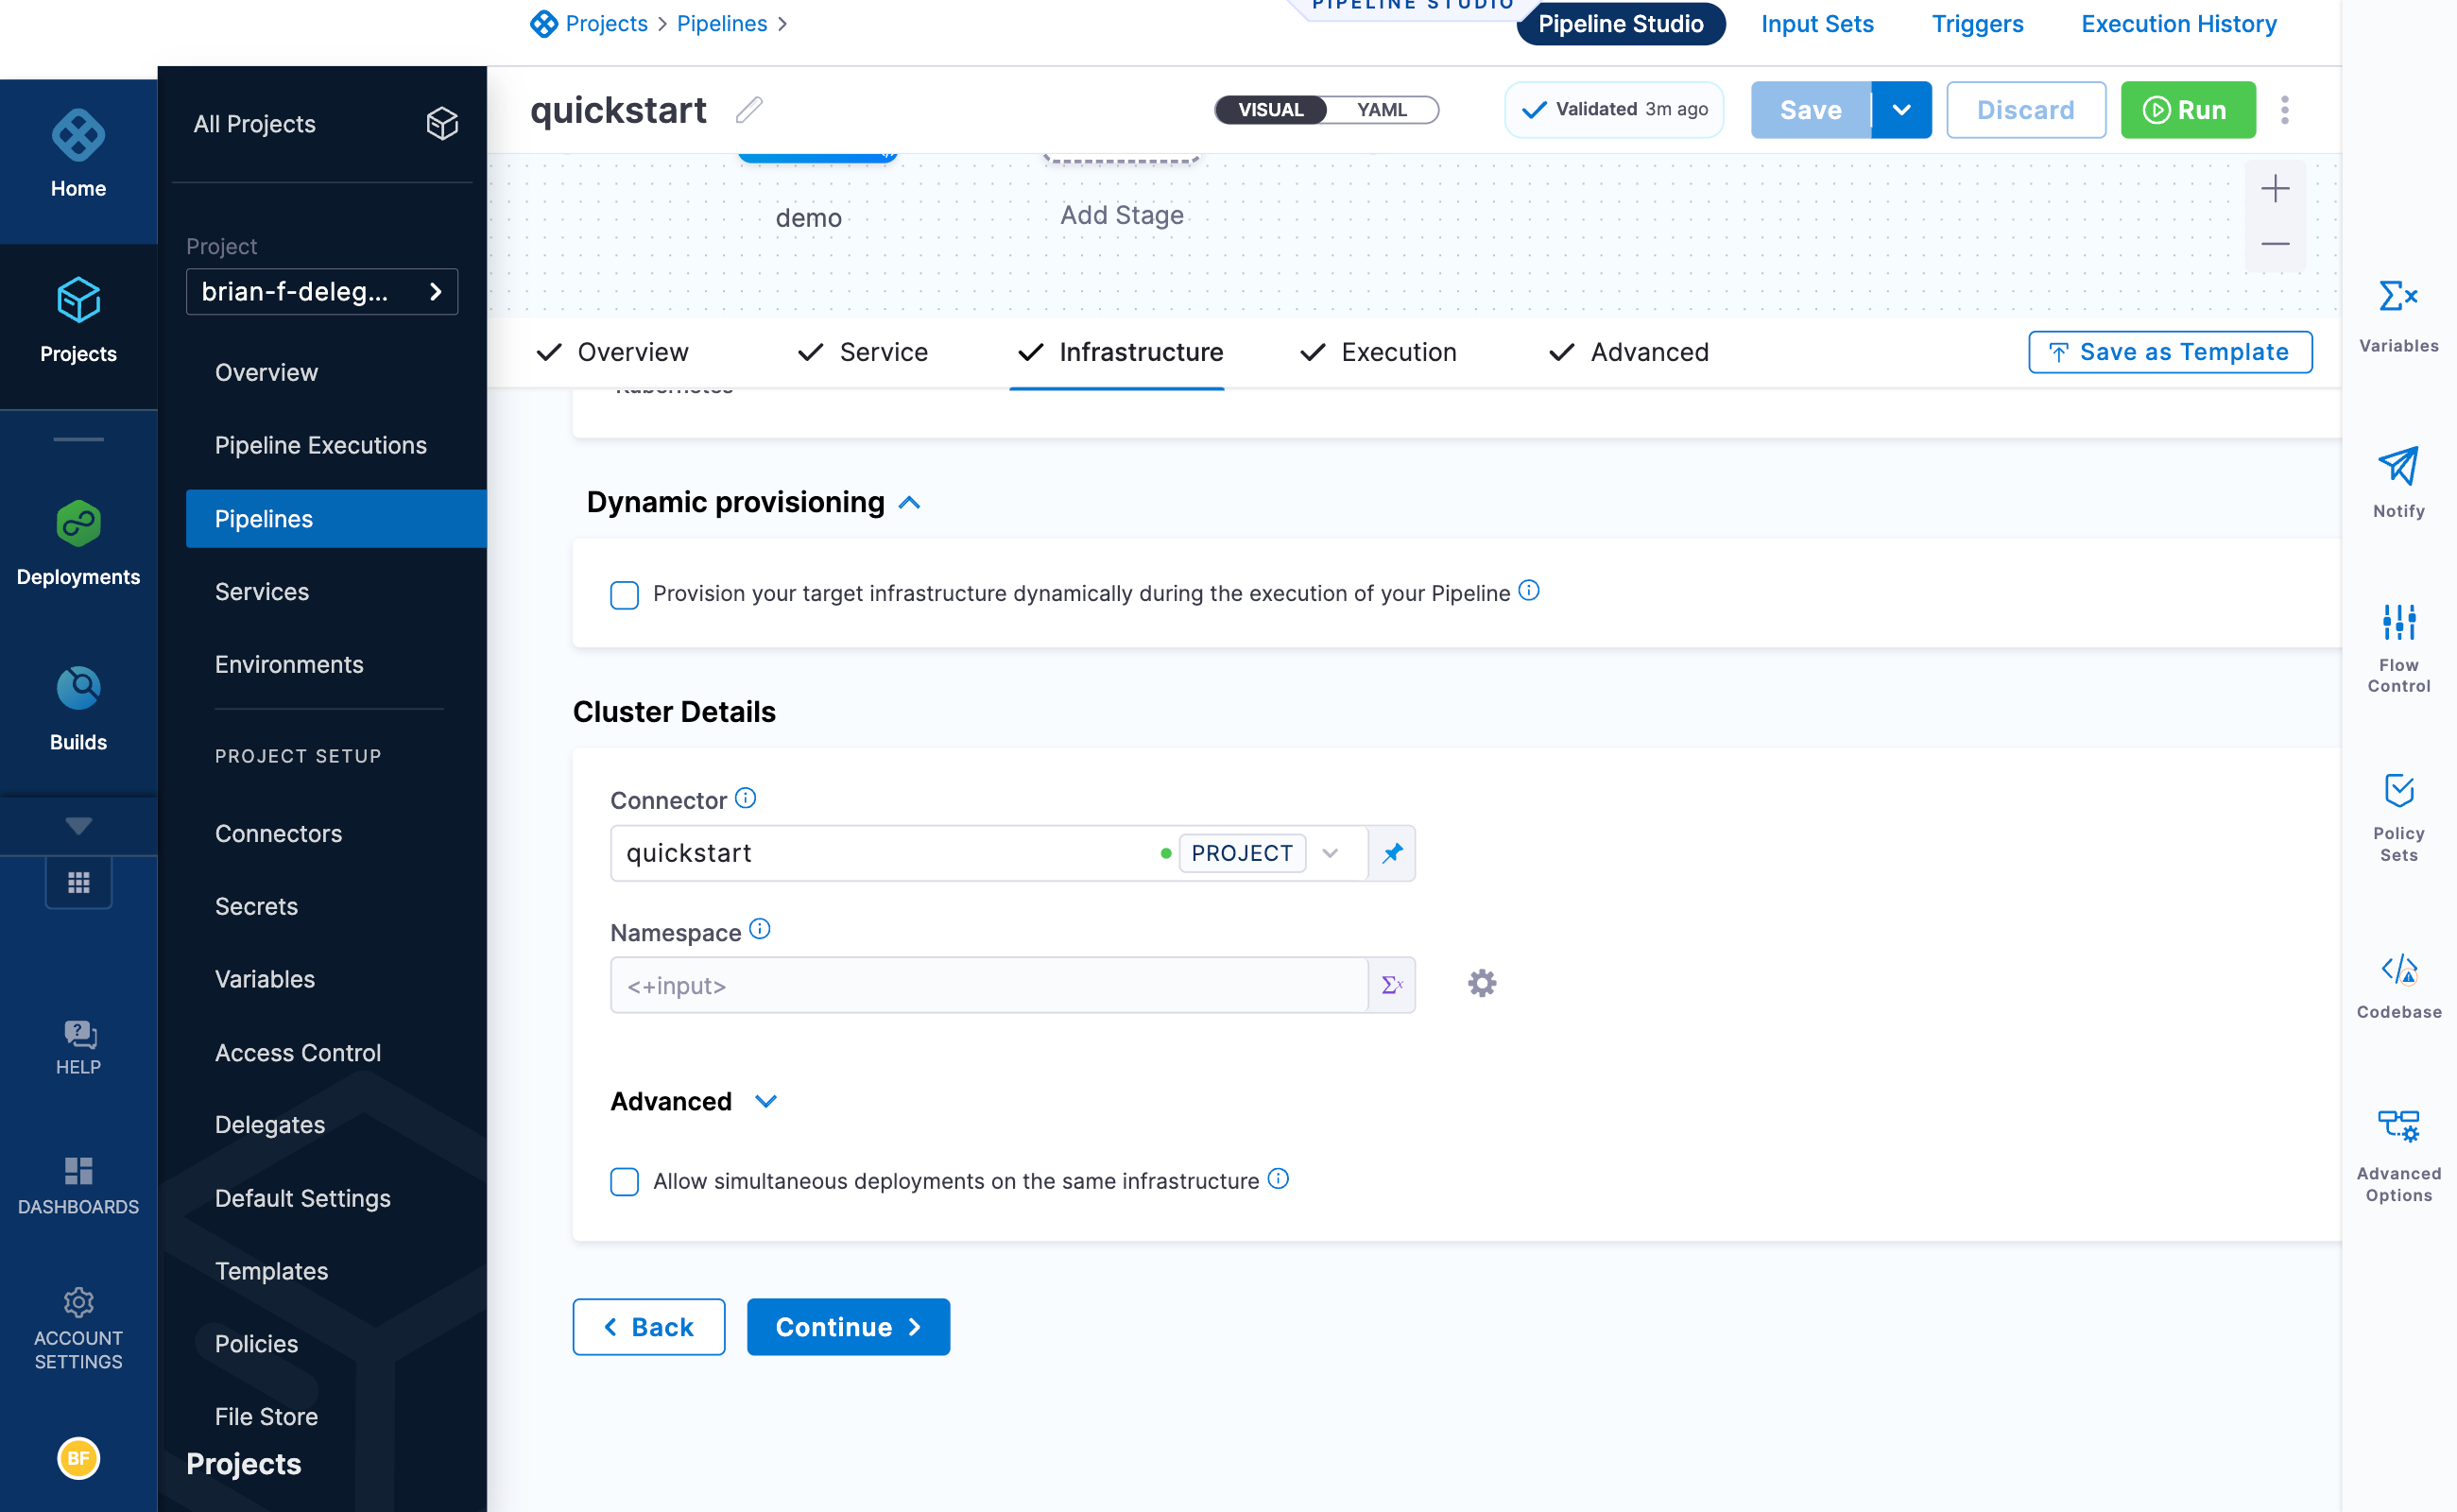 Projects > Pipelines >
PIPELINE STUDIO
Pipeline Studio
Input Sets
Triggers
Execution History
Home
Projects
Deployments
Builds
HELP
DASHBOARDS
ACCOUNT
SETTINGS
BF
All Projects
Project
brian-f-deleg...
Overview
Pipeline Executions
Pipelines
Services
Environments
PROJECT SETUP
Connectors
Secrets
Variables
Access Control
Delegates
Default Settings
Templates
Policies
File Store
Projects
quickstart
VISUAL
YAML
Validated 3m ago
Save
Discard
Run
demo
Add Stage
Overview
Service
Infrastructure
Execution
Advanced
Save as Template
Kubernetes
Dynamic provisioning
Provision your target infrastructure dynamically during the execution of your Pipeline
Cluster Details
Connector
quickstart
PROJECT
Namespace
<+input>
Advanced
Allow simultaneous deployments on the same infrastructure
Back
Continue
Variables
Notify
Flow
Control
Policy
Sets
Codebase
Advanced
Options